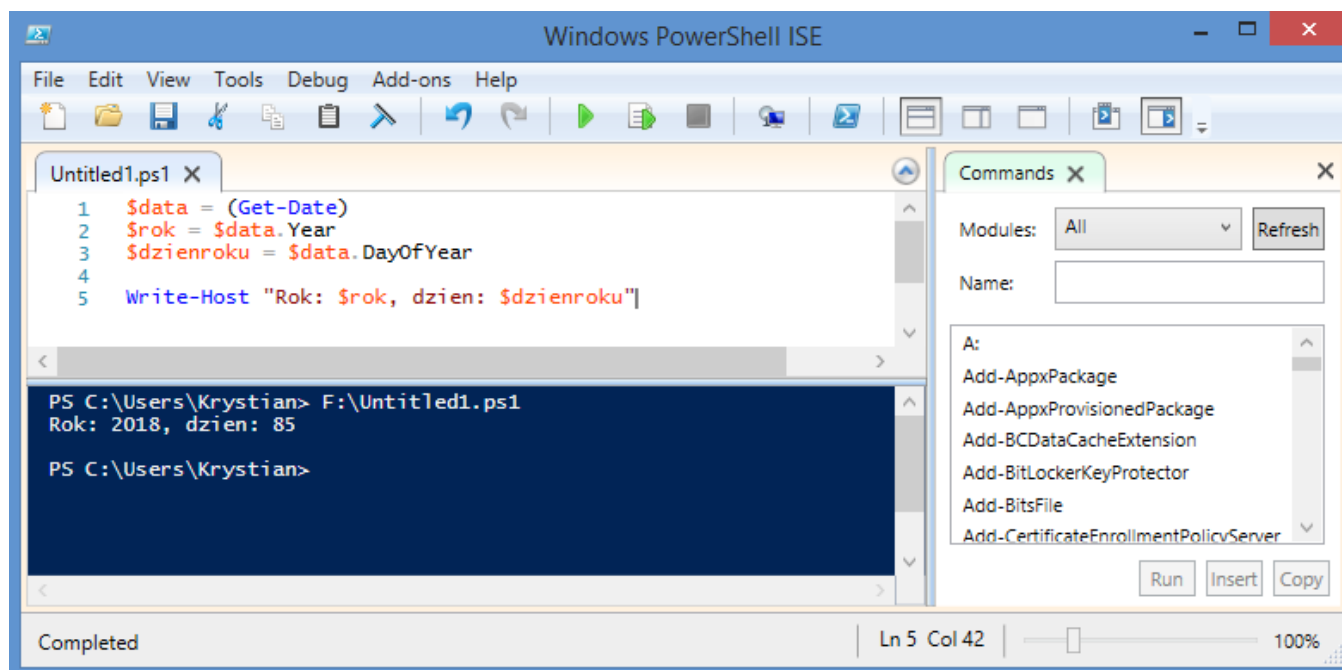 Windows PowerShell ISE
File Edit View Tools Debug Add-ons Help
Untitled1.ps1
1 $data = (Get-Date)
2 $rok = $data.Year
3 $dzienroku = $data.DayOfYear
4
5 Write-Host "Rok: $rok, dzien: $dzienroku"
PS C:\Users\Krystian> F:\Untitled1.ps1
Rok: 2018, dzien: 85
PS C:\Users\Krystian>
Commands
Modules: All Refresh
Name:
A:
Add-AppxPackage
Add-AppxProvisionedPackage
Add-BCDataCacheExtension
Add-BitLockerKeyProtector
Add-BitsFile
Add-CertificateEnrollmentPolicyServer
Run Insert Copy
Completed Ln 5 Col 42 100%